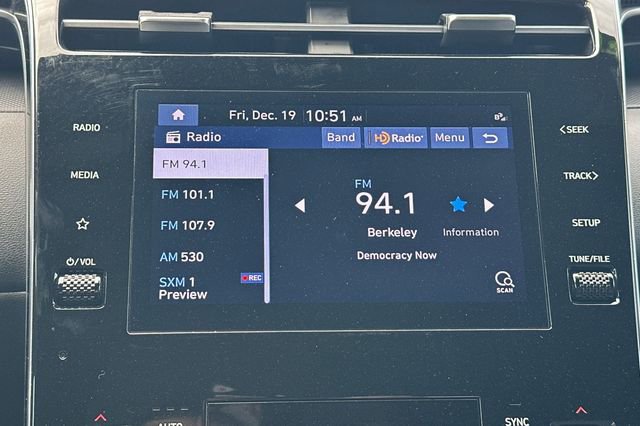 Fri, Dec. 19 10:51 AM
Radio Band HD Radio Menu
RADIO
MEDIA
VOL
FM 94.1
FM 101.1
FM 107.9
AM 530
SXM 1 REC
Preview
FM
94.1
Berkeley
Information
Democracy Now
SCAN
<SEEK
TRACK>
SETUP
TUNE/FILE
AUTO
SYNC